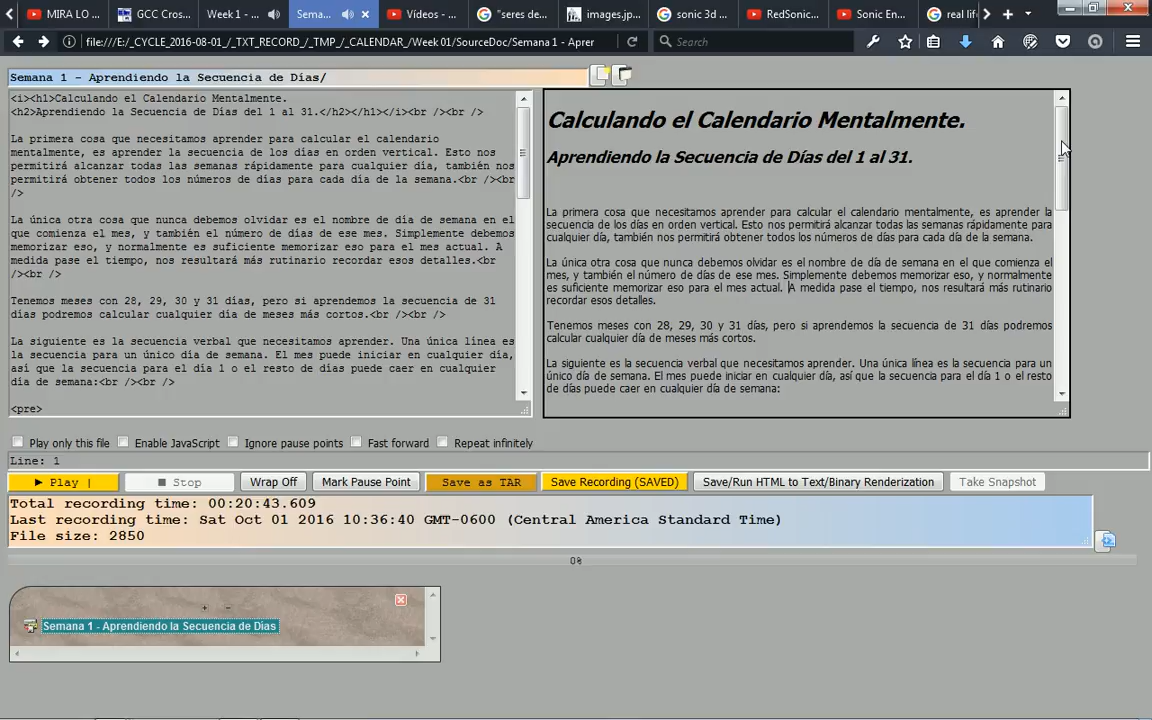 MIRA LO ...
GCC Cros...
Week 1 - ...
Sema...
Vídeos - ...
"seres de...
images.jp...
sonic 3d ...
RedSonic...
Sonic En...
real life
file:///E:/_CYCLE_2016-08-01/_TXT_RECORD/_TMP_/_CALENDAR_/Week 01/SourceDoc/Semana 1 - Aprer
Search
Semana 1 - Aprendiendo la Secuencia de Días/
<i><h1>Calculando el Calendario Mentalmente.
<h2>Aprendiendo la Secuencia de Días del 1 al 31.</h2></h1></i><br /><br />
La primera cosa que necesitamos aprender para calcular el calendario
mentalmente, es aprender la secuencia de los días en orden vertical. Esto nos
permitirá alcanzar todas las semanas rápidamente para cualquier día, también nos
permitirá obtener todos los números de días para cada día de la semana.<br /><br
/>
La única otra cosa que nunca debemos olvidar es el nombre de día de semana en el
que comienza el mes, y también el número de días de ese mes. Simplemente debemos
memorizar eso, y normalmente es suficiente memorizar eso para el mes actual. A
medida pase el tiempo, nos resultará más rutinario recordar esos detalles.<br
/><br />
Tenemos meses con 28, 29, 30 y 31 días, pero si aprendemos la secuencia de 31
días podremos calcular cualquier día de meses más cortos.<br /><br />
La siguiente es la secuencia verbal que necesitamos aprender. Una única línea es
la secuencia para un único día de semana. El mes puede iniciar en cualquier día,
así que la secuencia para el día 1 o el resto de días puede caer en cualquier
día de semana:<br /><br />
<pre>
Calculando el Calendario Mentalmente.
Aprendiendo la Secuencia de Días del 1 al 31.
La primera cosa que necesitamos aprender para calcular el calendario mentalmente, es aprender la
secuencia de los días en orden vertical. Esto nos permitirá alcanzar todas las semanas rápidamente para
cualquier día, también nos permitirá obtener todos los números de días para cada día de la semana.
La única otra cosa que nunca debemos olvidar es el nombre de día de semana en el que comienza el
mes, y también el número de días de ese mes. Simplemente debemos memorizar eso, y normalmente
es suficiente memorizar eso para el mes actual. A medida pase el tiempo, nos resultará más rutinario
recordar esos detalles.
Tenemos meses con 28, 29, 30 y 31 días, pero si aprendemos la secuencia de 31 días podremos
calcular cualquier día de meses más cortos.
La siguiente es la secuencia verbal que necesitamos aprender. Una única línea es la secuencia para un
único día de semana. El mes puede iniciar en cualquier día, así que la secuencia para el día 1 o el resto
de días puede caer en cualquier día de semana:
Play only this file
Enable JavaScript
Ignore pause points
Fast forward
Repeat infinitely
Line: 1
Play |
Stop
Wrap Off
Mark Pause Point
Save as TAR
Save Recording (SAVED)
Save/Run HTML to Text/Binary Renderization
Take Snapshot
Total recording time: 00:20:43.609
Last recording time: Sat Oct 01 2016 10:36:40 GMT-0600 (Central America Standard Time)
File size: 2850
0%
+ -
Semana 1 - Aprendiendo la Secuencia de Días